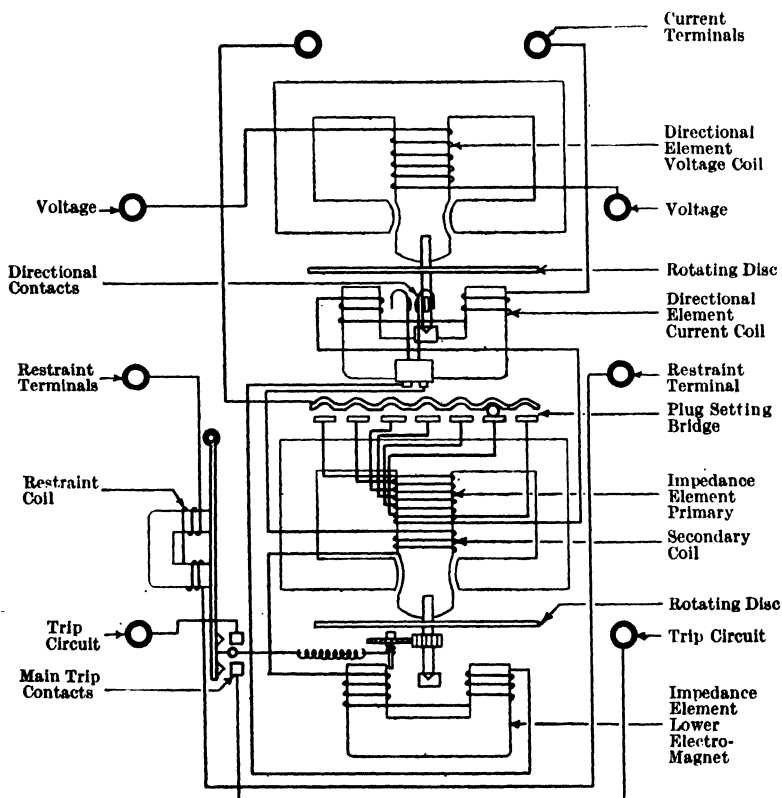 Current
Terminals
Directional
Element
Voltage Coil
Voltage
Voltage
Directional
Contacts
Rotating Disc
Directional
Element
Current Coil
Restraint
Terminals
Restraint
Terminal
Plug Setting
Bridge
Restraint
Coil
Impedance
Element
Primary
Secondary
Coil
Rotating Disc
Trip
Circuit
Trip Circuit
Main Trip
Contacts
Impedance
Element
Lower
Electro-
Magnet